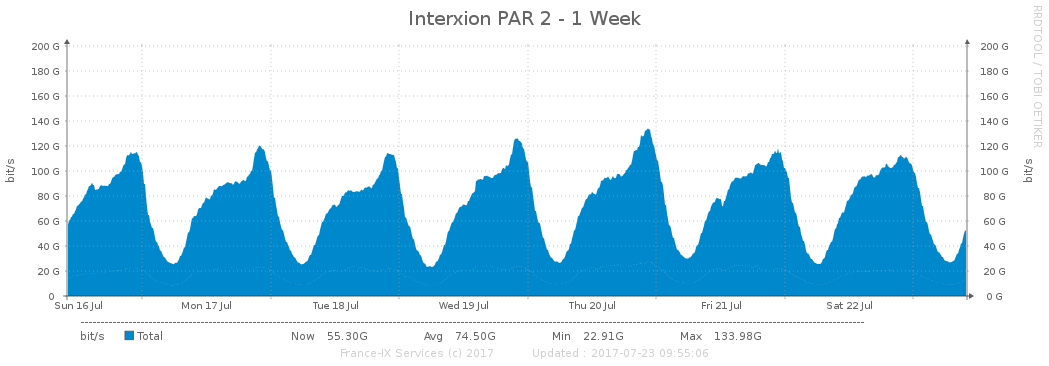 Interxion PAR 2 - 1 Week
RRDTOOL / TOBI OETIKER
bit/s
200 G 200 G
180 G 180 G
160 G 160 G
140 G 140 G
120 G 120 G
100 G 100 G
80 G 80 G
60 G 60 G
40 G 40 G
20 G 20 G
0 0 G
bit/s
Sun 16 Jul Mon 17 Jul Tue 18 Jul Wed 19 Jul Thu 20 Jul Fri 21 Jul Sat 22 Jul
bit/s Total Now 55.30G Avg 74.50G Min 22.91G Max 133.98G
France-IX Services (c) 2017 Updated : 2017-07-23 09:55:06